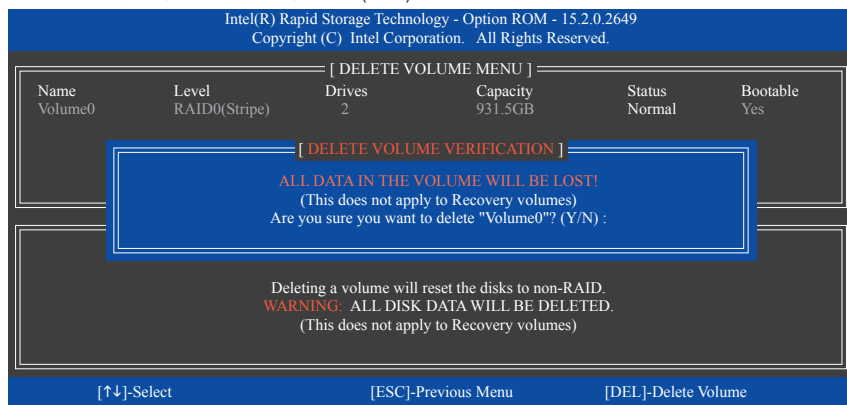 Intel(R) Rapid Storage Technology - Option ROM - 15.2.0.2649
Copyright (C) Intel Corporation. All Rights Reserved.
[ DELETE VOLUME MENU ]
Name Level Drives Capacity Status Bootable
Volume0 RAID0(Stripe) 2 931.5GB Normal Yes
[ DELETE VOLUME VERIFICATION ]
ALL DATA IN THE VOLUME WILL BE LOST!
(This does not apply to Recovery volumes)
Are you sure you want to delete "Volume0"? (Y/N) :
Deleting a volume will reset the disks to non-RAID.
WARNING: ALL DISK DATA WILL BE DELETED.
(This does not apply to Recovery volumes)
[↑↓]-Select [ESC]-Previous Menu [DEL]-Delete Volume